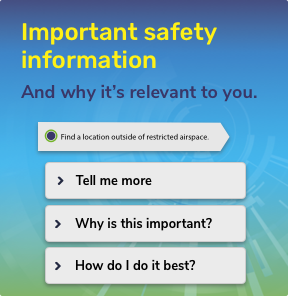 Important safety
information
And why it's relevant to you.
Find a location outside of restricted airspace.
Tell me more
Why is this important?
How do I do it best?